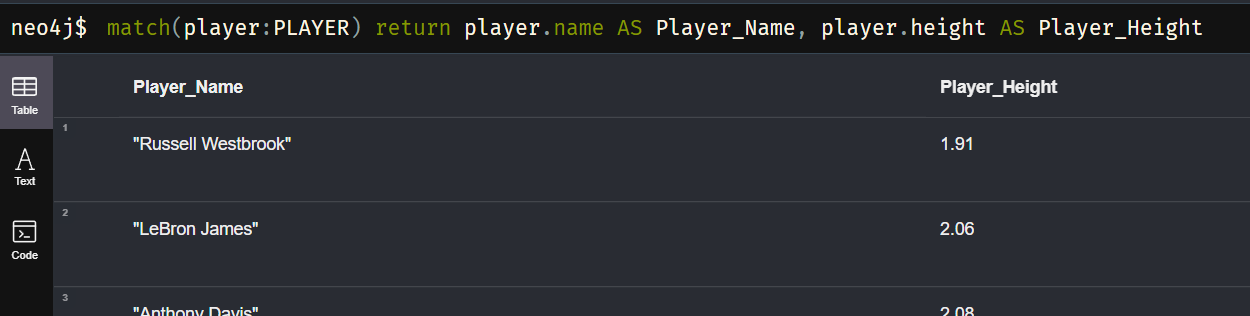 neo4j$ match(player:PLAYER) return player.name AS Player_Name, player.height AS Player_Height
Table
Player_Name Player_Height
1
"Russell Westbrook" 1.91
Text
2
"LeBron James" 2.06
Code
3
"Anthony Davis" 2.08